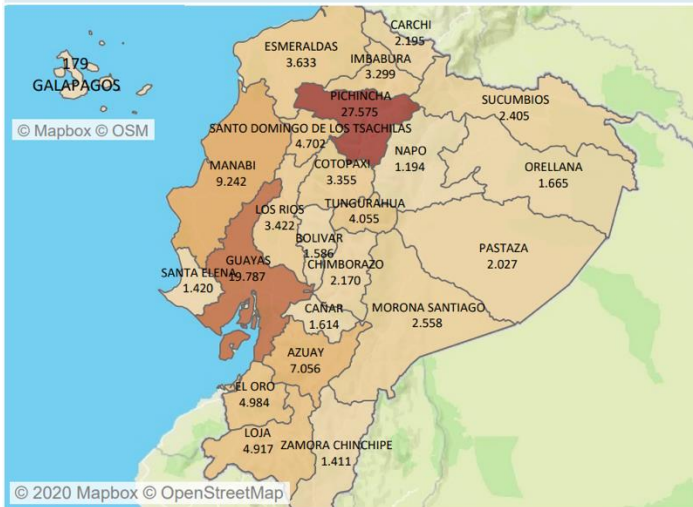 CARCHI
2.195
ESMERALDAS
3.633
IMBABURA
3.299
179
GALAPAGOS
PICHINCHA
27.575
SUCUMBIOS
2.405
© Mapbox © OSM
SANTO DOMINGO DE LOS TSACHILAS
4.702
NAPO
1.194
MANABI
9.242
COTOPAXI
3.355
ORELLANA
1.665
LOS RIOS
3.422
TUNGURAHUA
4.055
BOLIVAR
1.586
PASTAZA
2.027
GUAYAS
19.787
SANTA ELENA
1.420
CHIMBORAZO
2.170
CAÑAR
1.614
MORONA SANTIAGO
2.558
AZUAY
7.056
EL ORO
4.984
LOJA
4.917
ZAMORA CHINCHIPE
1.411
© 2020 Mapbox © OpenStreetMap